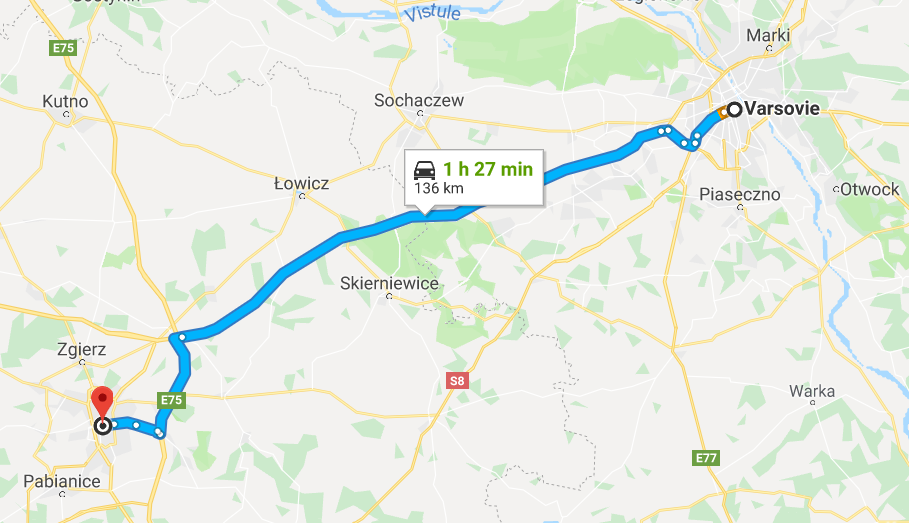 Vistule
E75
Marki
Kutno
Sochaczew
Varsovie
1 h 27 min
136 km
Łowicz
Piaseczno
Otwock
Skierniewice
Zgierz
S8
E75
Warka
E77
Pabianice